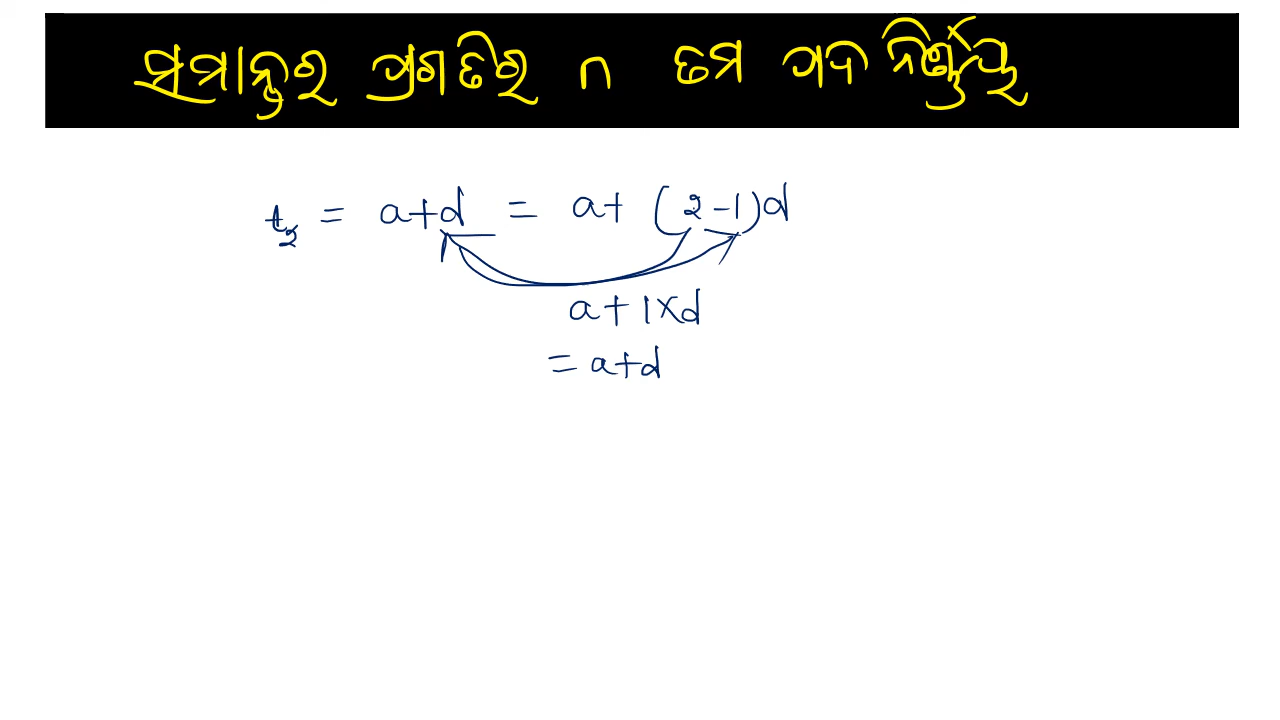 ସମାନ୍ତର ପ୍ରଗତିର n ତମ ପଦ ନିର୍ଣ୍ଣୟ
t₂ = a+d = a+ (2-1)d
a+1×d
= a+d